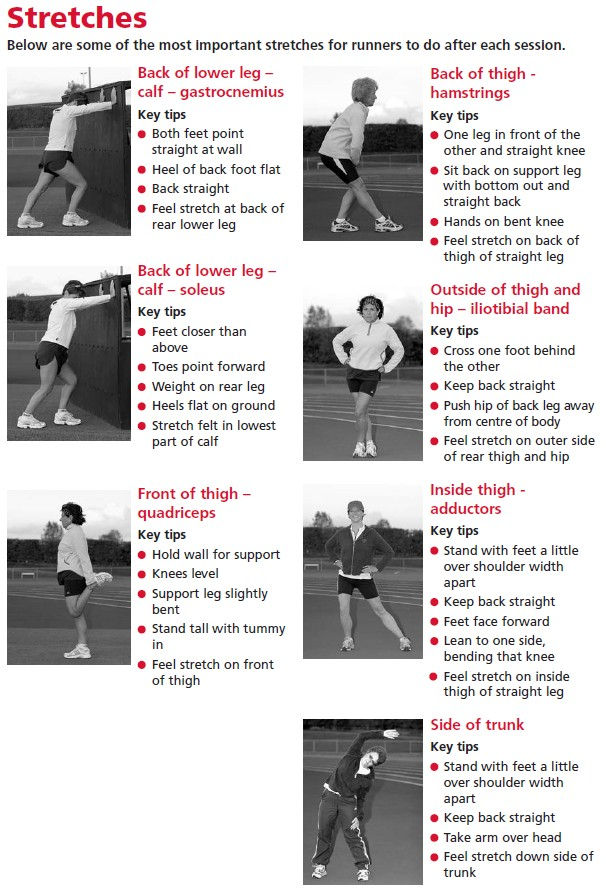 Stretches
Below are some of the most important stretches for runners to do after each session.
Back of lower leg –
calf – gastrocnemius
Key tips
Both feet point
straight at wall
Heel of back foot flat
Back straight
Feel stretch at back of
rear lower leg
Back of lower leg –
calf – soleus
Key tips
Feet closer than
above
Toes point forward
Weight on rear leg
Heels flat on ground
Stretch felt in lowest
part of calf
Front of thigh –
quadriceps
Key tips
Hold wall for support
Knees level
Support leg slightly
bent
Stand tall with tummy
in
Feel stretch on front
of thigh
Back of thigh -
hamstrings
Key tips
One leg in front of the
other and straight knee
Sit back on support leg
with bottom out and
straight back
Hands on bent knee
Feel stretch on back of
thigh of straight leg
Outside of thigh and
hip – iliotibial band
Key tips
Cross one foot behind
the other
Keep back straight
Push hip of back leg away
from centre of body
Feel stretch on outer side
of rear thigh and hip
Inside thigh -
adductors
Key tips
Stand with feet a little
over shoulder width
apart
Keep back straight
Feet face forward
Lean to one side,
bending that knee
Feel stretch on inside
thigh of straight leg
Side of trunk
Key tips
Stand with feet a little
over shoulder width
apart
Keep back straight
Take arm over head
Feel stretch down side of
trunk